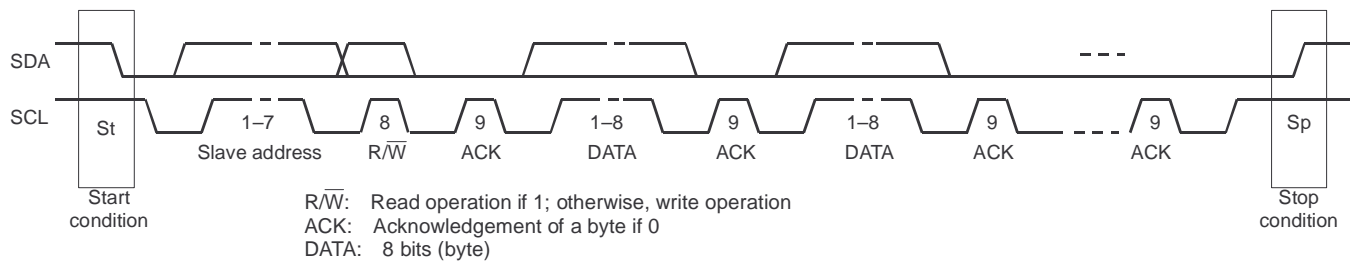 SDA
SCL
St 1–7 8 9 1–8 9 1–8 9 9 Sp
Slave address R/W̅ ACK DATA ACK DATA ACK ACK
Start
condition
Stop
condition
R/W̅: Read operation if 1; otherwise, write operation
ACK: Acknowledgement of a byte if 0
DATA: 8 bits (byte)